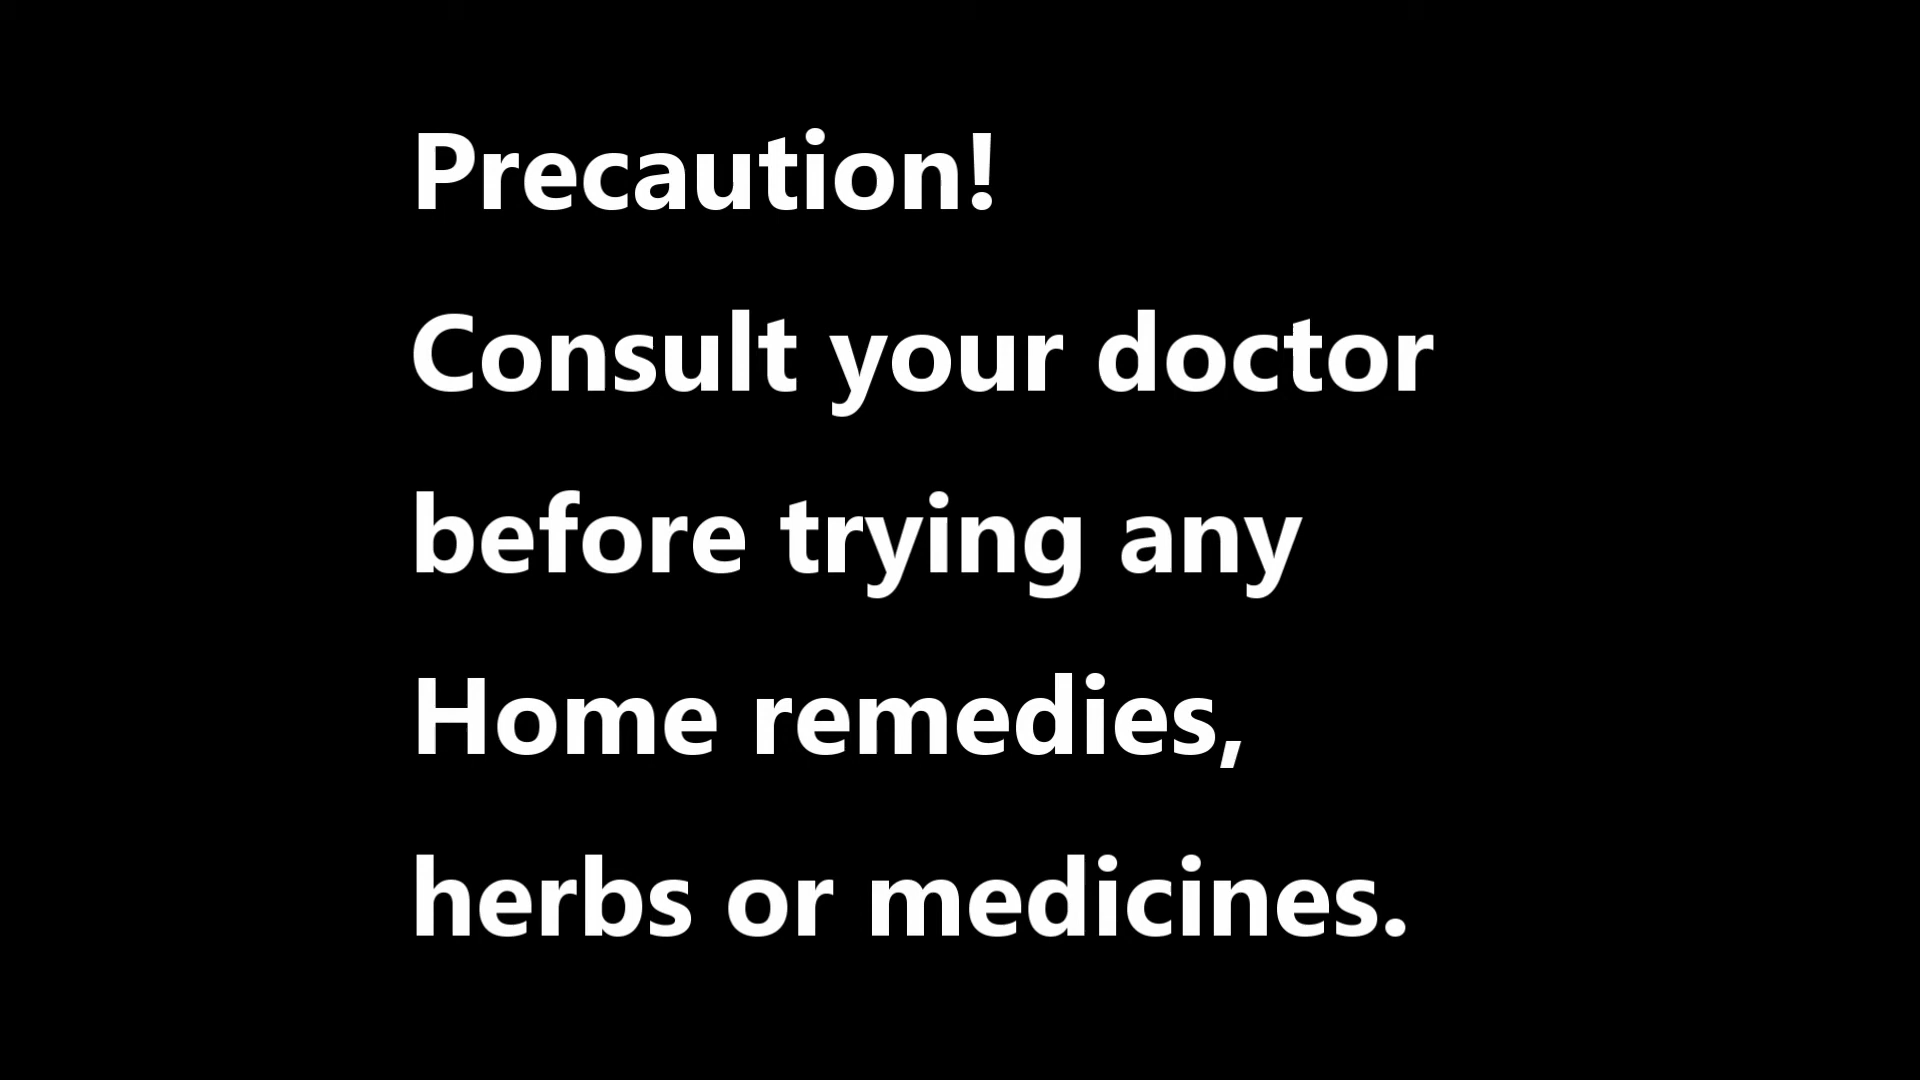 Precaution!
Consult your doctor
before trying any
Home remedies,
herbs or medicines.